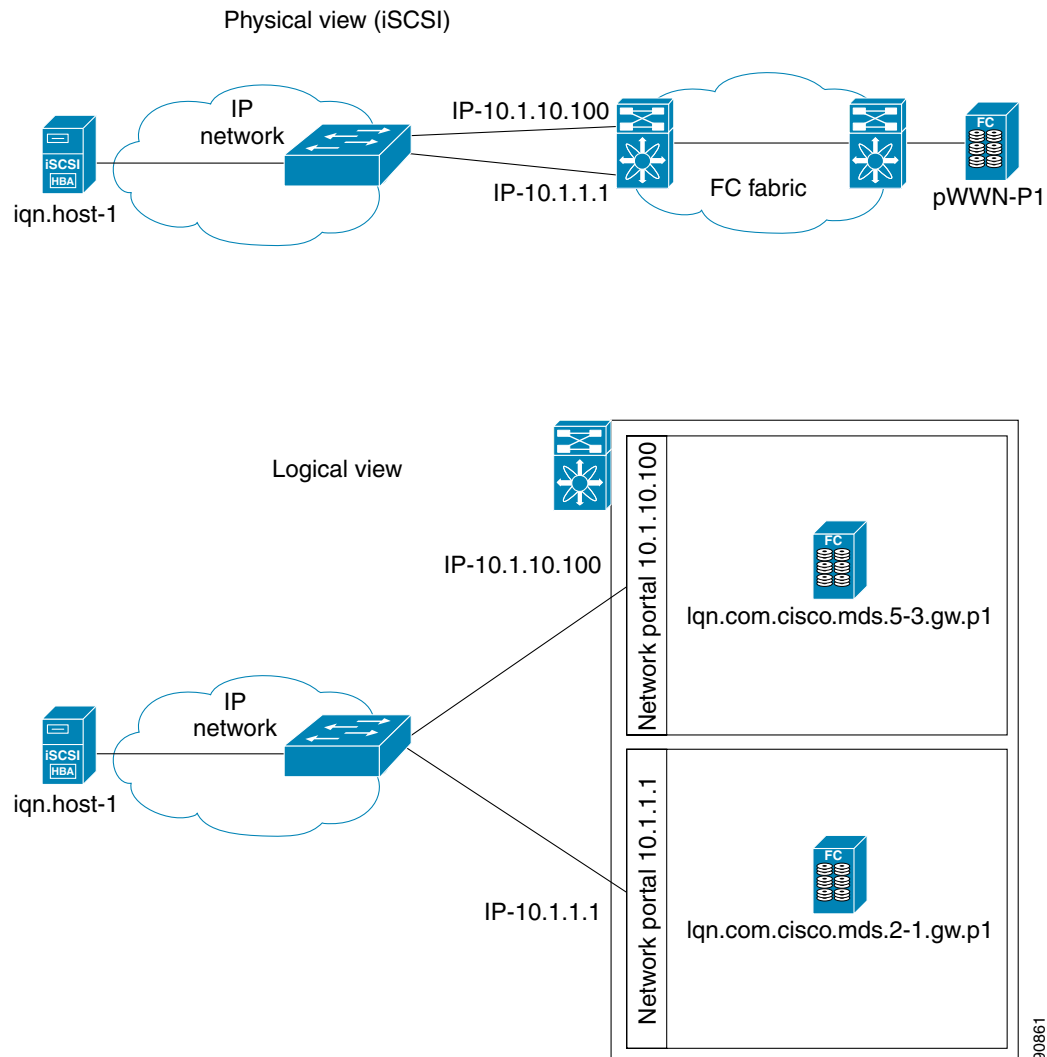 Physical view (iSCSI)
IP
network
IP-10.1.10.100
IP-10.1.1.1
iSCSI
HBA
iqn.host-1
FC fabric
FC
pWWN-P1
Logical view
IP-10.1.10.100
Network portal 10.1.10.100
FC
lqn.com.cisco.mds.5-3.gw.p1
IP
network
iSCSI
HBA
iqn.host-1
IP-10.1.1.1
Network portal 10.1.1.1
FC
lqn.com.cisco.mds.2-1.gw.p1
90861